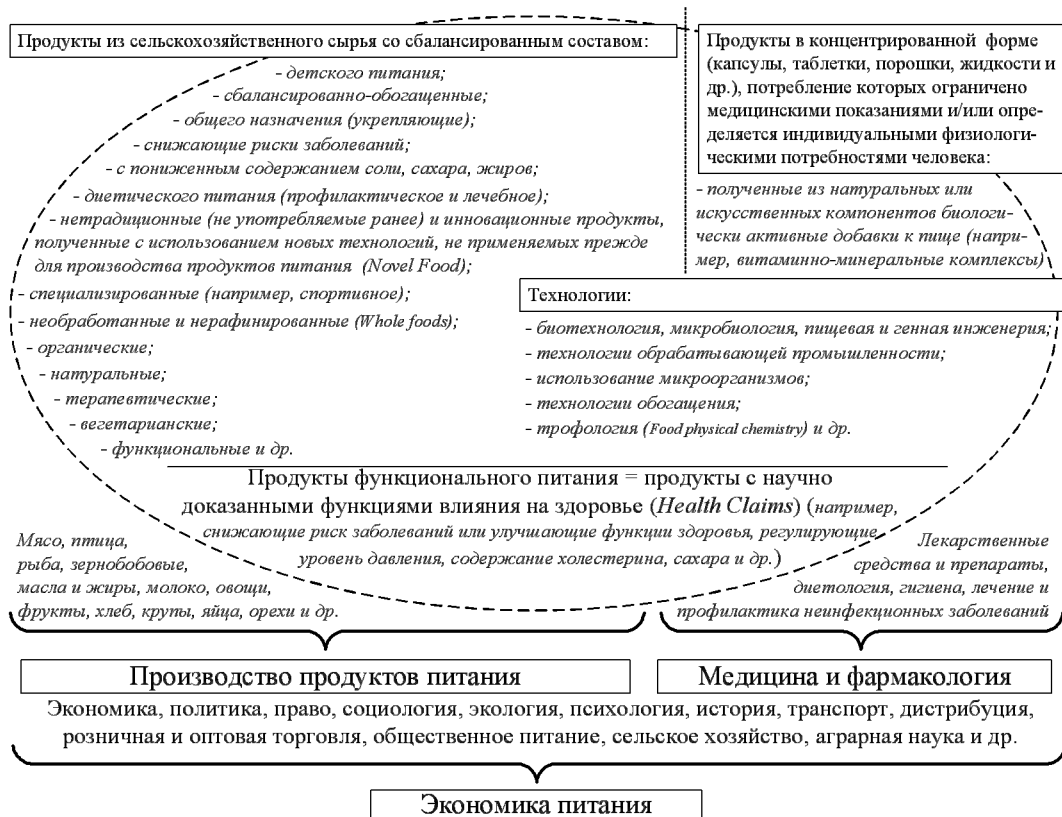 Продукты из сельскохозяйственного сырья со сбалансированным составом:
- детского питания;
- сбалансированно-обогащенные;
- общего назначения (укрепляющие);
- снижающие риски заболеваний;
- с пониженным содержанием соли, сахара, жиров;
- диетического питания (профилактическое и лечебное);
- нетрадиционные (не употребляемые ранее) и инновационные продукты,
полученные с использованием новых технологий, не применяемых прежде
для производства продуктов питания (Novel Food);
- специализированные (например, спортивное);
- необработанные и нерафинированные (Whole foods);
- органические;
- натуральные;
- терапевтические;
- вегетарианские;
- функциональные и др.
Продукты в концентрированной форме
(капсулы, таблетки, порошки, жидкости и
др.), потребление которых ограничено
медицинскими показаниями и/или опре-
деляется индивидуальными физиологи-
ческими потребностями человека:
- полученные из натуральных или
искусственных компонентов биологи-
чески активные добавки к пище (напри-
мер, витаминно-минеральные комплексы)
Технологии:
- биотехнология, микробиология, пищевая и генная инженерия;
- технологии обрабатывающей промышленности;
- использование микроорганизмов;
- технологии обогащения;
- трофология (Food physical chemistry) и др.
Продукты функционального питания = продукты с научно
доказанными функциями влияния на здоровье (Health Claims) (например,
снижающие риск заболеваний или улучшающие функции здоровья, регулирующие
уровень давления, содержание холестерина, сахара и др.)
Мясо, птица,
рыба, зернобобовые,
масла и жиры, молоко, овощи,
фрукты, хлеб, крупы, яйца, орехи и др.
Лекарственные
средства и препараты,
диетология, гигиена, лечение и
профилактика неинфекционных заболеваний
Производство продуктов питания
Медицина и фармакология
Экономика, политика, право, социология, экология, психология, история, транспорт, дистрибуция,
розничная и оптовая торговля, общественное питание, сельское хозяйство, аграрная наука и др.
Экономика питания